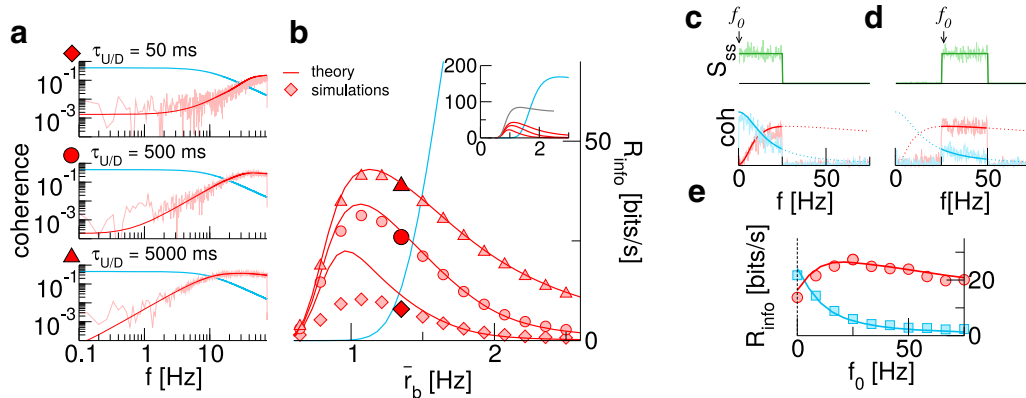 a
τU/D = 50 ms
10-1
10-3
τU/D = 500 ms
10-1
10-3
τU/D = 5000 ms
10-1
10-3
coherence
0.1 1 10
f [Hz]
b
theory
simulations
200
150
100
50
0
0 1 2
50
0
Rinfo [bits/s]
1 2
r̄b [Hz]
c
f0
d
f0
Sss
coh
0 50
f [Hz]
0 50
f[Hz]
e
Rinfo [bits/s]
20
0
0 50
f0 [Hz]